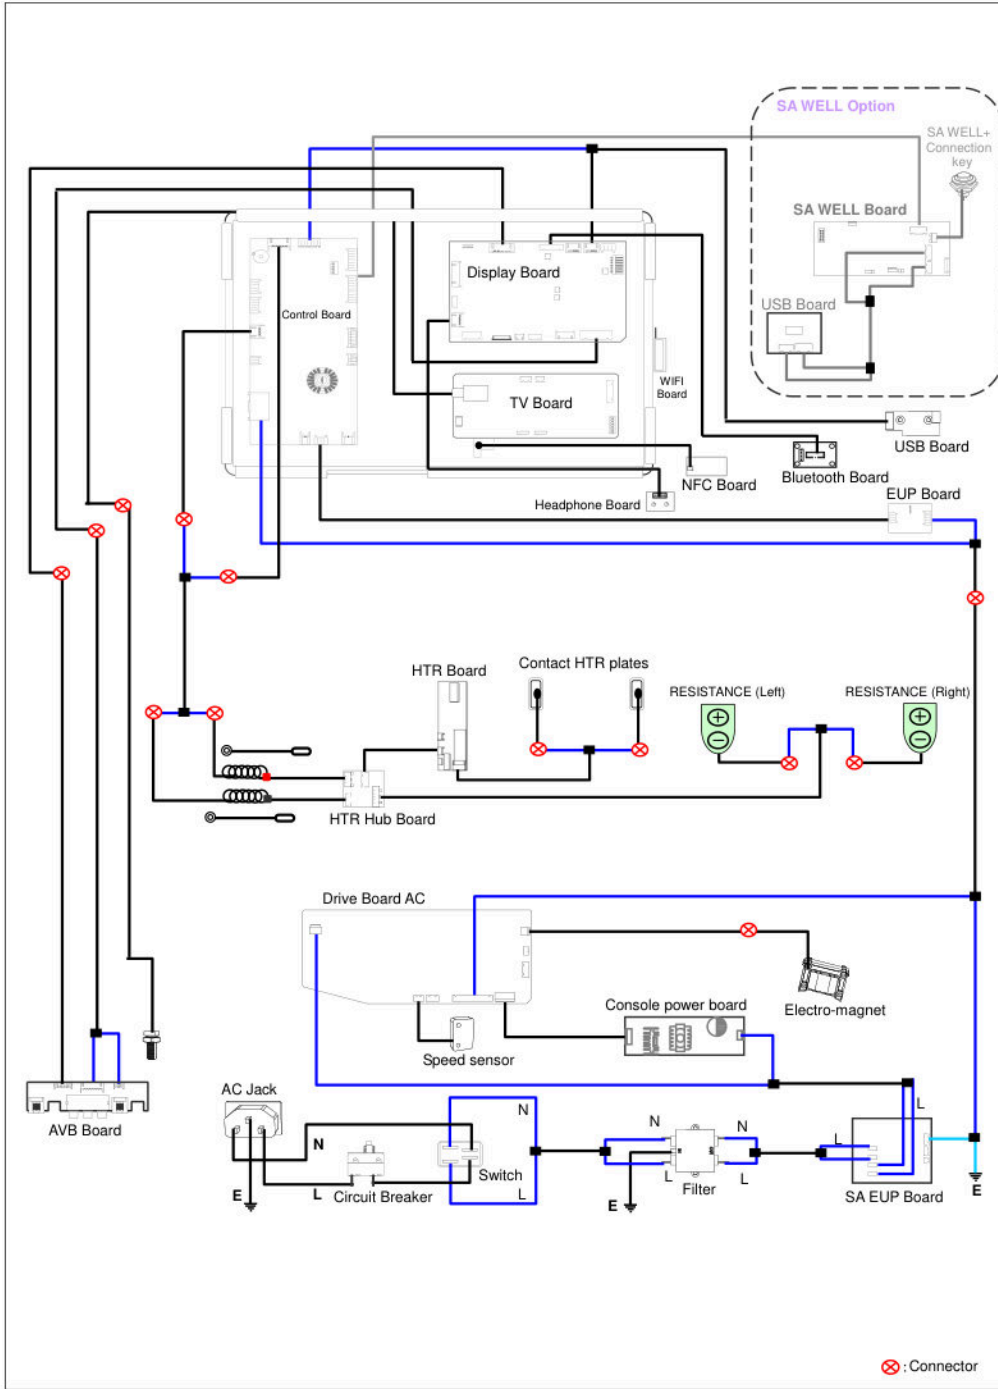 SA WELL Option
SA WELL+
Connection
key
SA WELL Board
Display Board
USB Board
Control Board
WIFI
Board
TV Board
USB Board
Bluetooth Board
NFC Board
EUP Board
Headphone Board
HTR Board
Contact HTR plates
RESISTANCE (Left)
RESISTANCE (Right)
HTR Hub Board
Drive Board AC
Console power board
Electro-magnet
Speed sensor
AC Jack
N
N
N
L
AVB Board
N
L
E
L
Circuit Breaker
Switch
L
E
L
Filter
L
SA EUP Board
E
: Connector